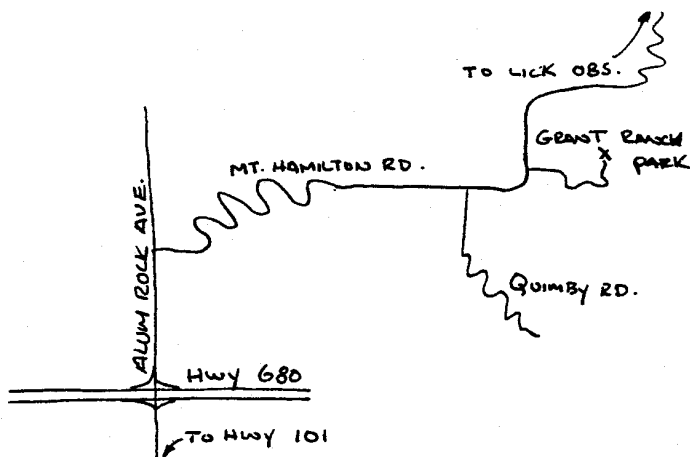 TO LICK OBS.
GRANT RANCH
PARK
MT. HAMILTON RD.
ALUM ROCK AVE.
QUIMBY RD.
HWY 680
TO HWY 101